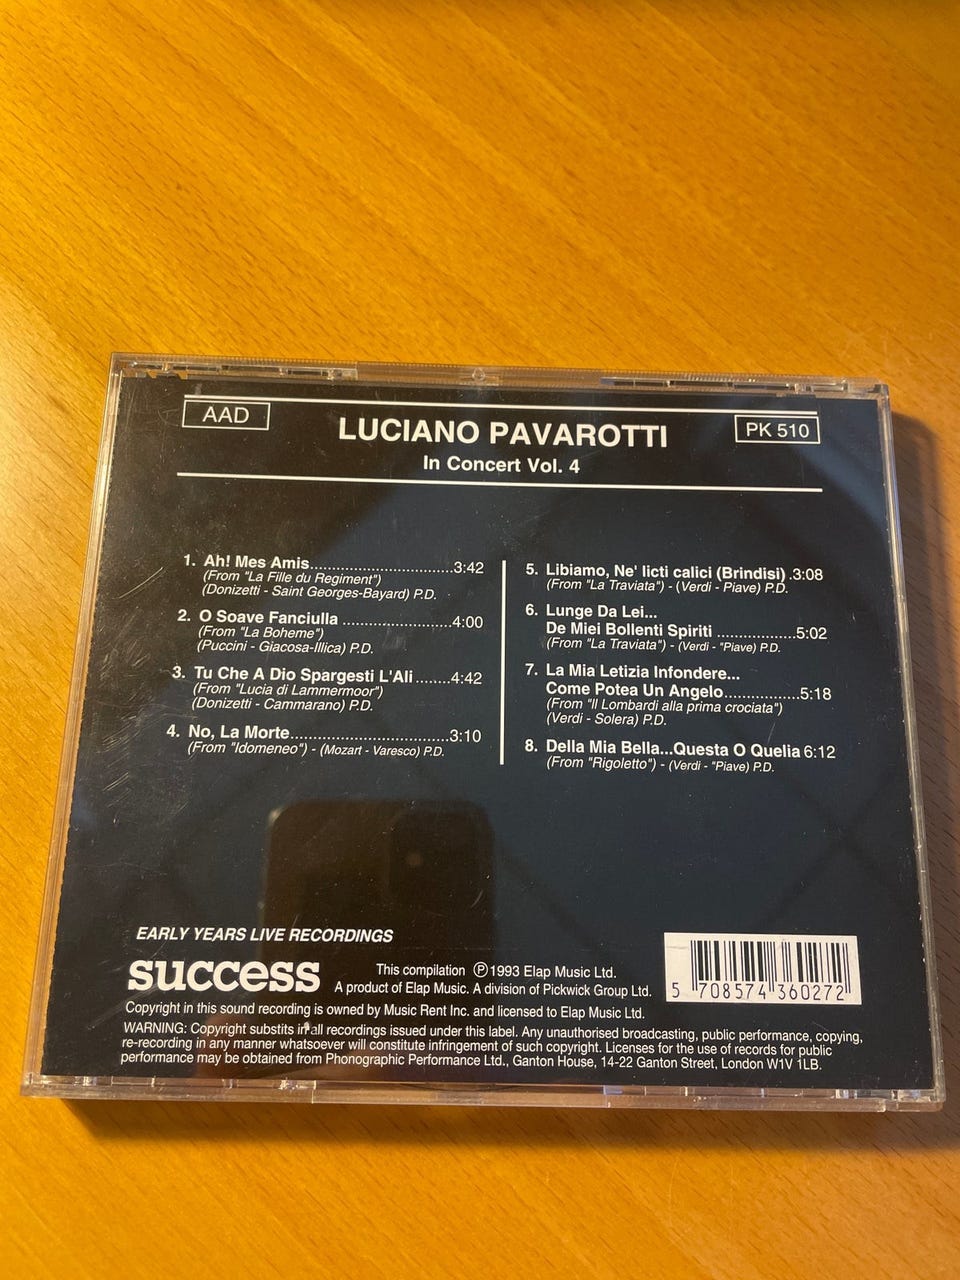 AAD
LUCIANO PAVAROTTI
PK 510
In Concert Vol. 4
1. Ah! Mes Amis................................3:42
(From "La Fille du Regiment")
(Donizetti - Saint Georges-Bayard) P.D.
2. O Soave Fanciulla ........................4:00
(From "La Boheme")
(Puccini - Giacosa-Illica) P.D.
3. Tu Che A Dio Spargesti L'Ali ........4:42
(From "Lucia di Lammermoor")
(Donizetti - Cammarano) P.D.
4. No, La Morte....................................3:10
(From "Idomeneo") - (Mozart - Varesco) P.D.
5. Libiamo, Ne' licti calici (Brindisi) .3:08
(From "La Traviata") - (Verdi - Piave) P.D.
6. Lunge Da Lei...
De Miei Bollenti Spiriti ..................5:02
(From "La Traviata") - (Verdi - "Piave) P.D.
7. La Mia Letizia Infondere...
Come Potea Un Angelo.................5:18
(From "Il Lombardi alla prima crociata")
(Verdi - Solera) P.D.
8. Della Mia Bella...Questa O Quelia 6:12
(From "Rigoletto") - (Verdi - "Piave) P.D.
EARLY YEARS LIVE RECORDINGS
success
This compilation ℗1993 Elap Music Ltd.
A product of Elap Music. A division of Pickwick Group Ltd.
5 708574 360272
Copyright in this sound recording is owned by Music Rent Inc. and licensed to Elap Music Ltd.
WARNING: Copyright substits in all recordings issued under this label. Any unauthorised broadcasting, public performance, copying,
re-recording in any manner whatsoever will constitute infringement of such copyright. Licenses for the use of records for public
performance may be obtained from Phonographic Performance Ltd., Ganton House, 14-22 Ganton Street, London W1V 1LB.